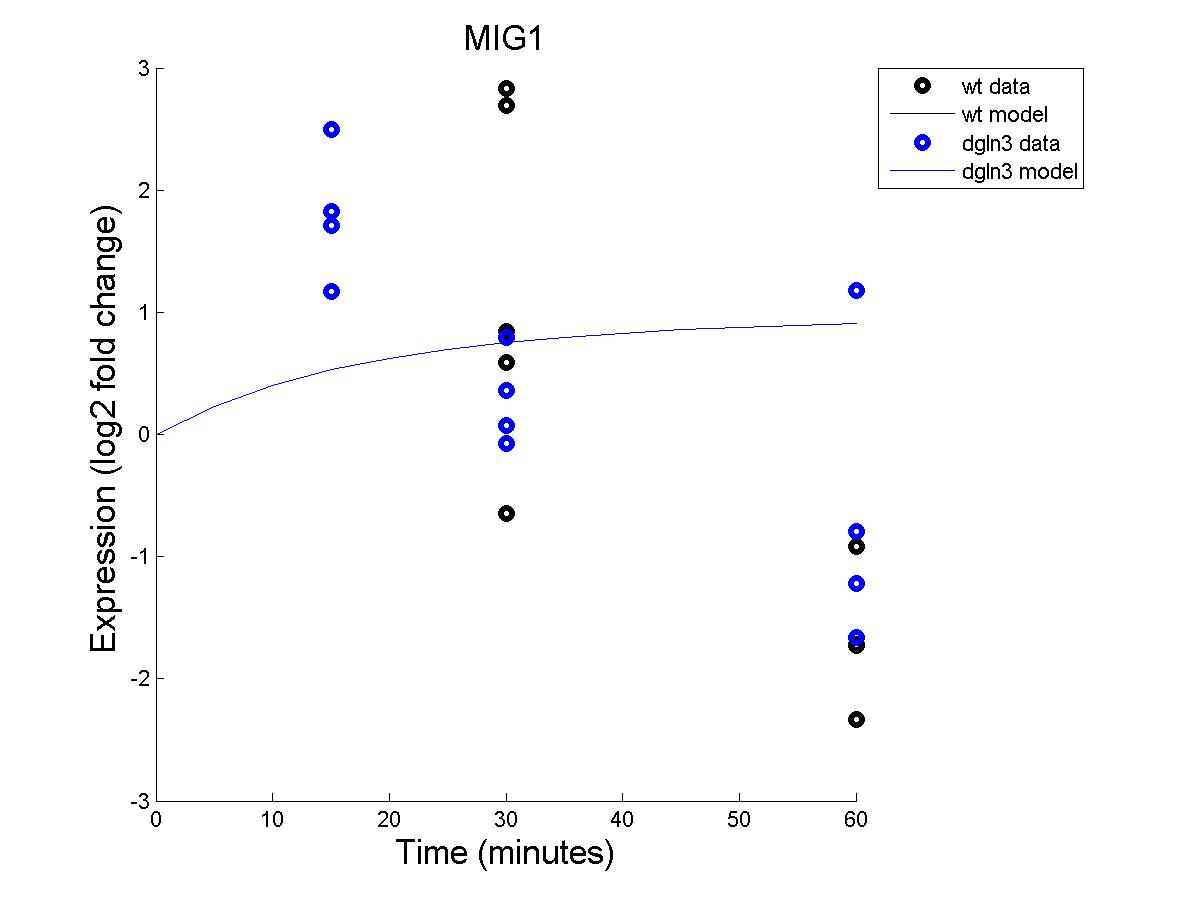 MIG1
wt data
wt model
dgln3 data
dgln3 model
Expression (log2 fold change)
3
2
1
0
-1
-2
-3
0 10 20 30 40 50 60
Time (minutes)